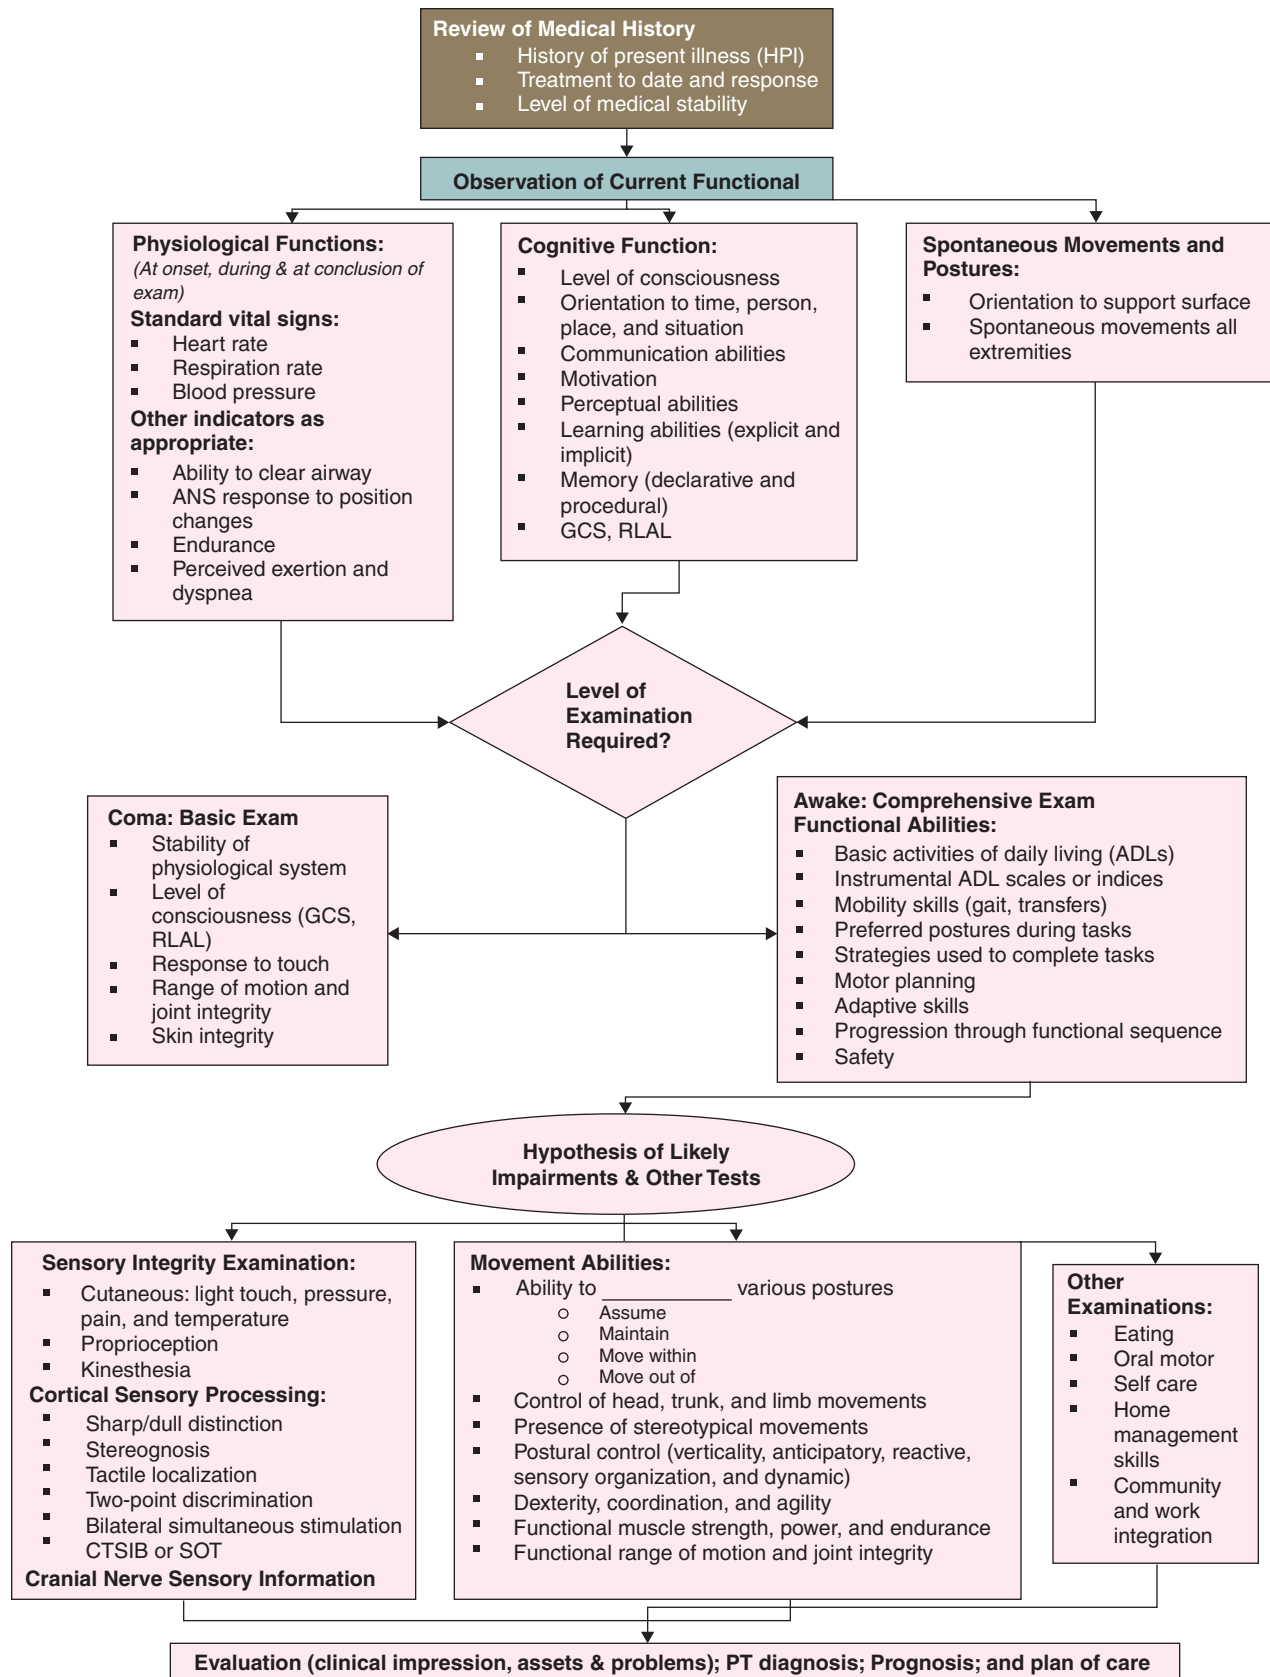 Review of Medical History
▪ History of present illness (HPI)
▪ Treatment to date and response
▪ Level of medical stability
Observation of Current Functional
Physiological Functions:
(At onset, during & at conclusion of
exam)
Standard vital signs:
▪ Heart rate
▪ Respiration rate
▪ Blood pressure
Other indicators as
appropriate:
▪ Ability to clear airway
▪ ANS response to position
changes
▪ Endurance
▪ Perceived exertion and
dyspnea
Cognitive Function:
▪ Level of consciousness
▪ Orientation to time, person,
place, and situation
▪ Communication abilities
▪ Motivation
▪ Perceptual abilities
▪ Learning abilities (explicit and
implicit)
▪ Memory (declarative and
procedural)
▪ GCS, RLAL
Spontaneous Movements and
Postures:
▪ Orientation to support surface
▪ Spontaneous movements all
extremities
Level of
Examination
Required?
Coma: Basic Exam
▪ Stability of
physiological system
▪ Level of
consciousness (GCS,
RLAL)
▪ Response to touch
▪ Range of motion and
joint integrity
▪ Skin integrity
Awake: Comprehensive Exam
Functional Abilities:
▪ Basic activities of daily living (ADLs)
▪ Instrumental ADL scales or indices
▪ Mobility skills (gait, transfers)
▪ Preferred postures during tasks
▪ Strategies used to complete tasks
▪ Motor planning
▪ Adaptive skills
▪ Progression through functional sequence
▪ Safety
Hypothesis of Likely
Impairments & Other Tests
Sensory Integrity Examination:
▪ Cutaneous: light touch, pressure,
pain, and temperature
▪ Proprioception
▪ Kinesthesia
Cortical Sensory Processing:
▪ Sharp/dull distinction
▪ Stereognosis
▪ Tactile localization
▪ Two-point discrimination
▪ Bilateral simultaneous stimulation
▪ CTSIB or SOT
Cranial Nerve Sensory Information
Movement Abilities:
▪ Ability to ____________ various postures
○ Assume
○ Maintain
○ Move within
○ Move out of
▪ Control of head, trunk, and limb movements
▪ Presence of stereotypical movements
▪ Postural control (verticality, anticipatory, reactive,
sensory organization, and dynamic)
▪ Dexterity, coordination, and agility
▪ Functional muscle strength, power, and endurance
▪ Functional range of motion and joint integrity
Other
Examinations:
▪ Eating
▪ Oral motor
▪ Self care
▪ Home
management
skills
▪ Community
and work
integration
Evaluation (clinical impression, assets & problems); PT diagnosis; Prognosis; and plan of care